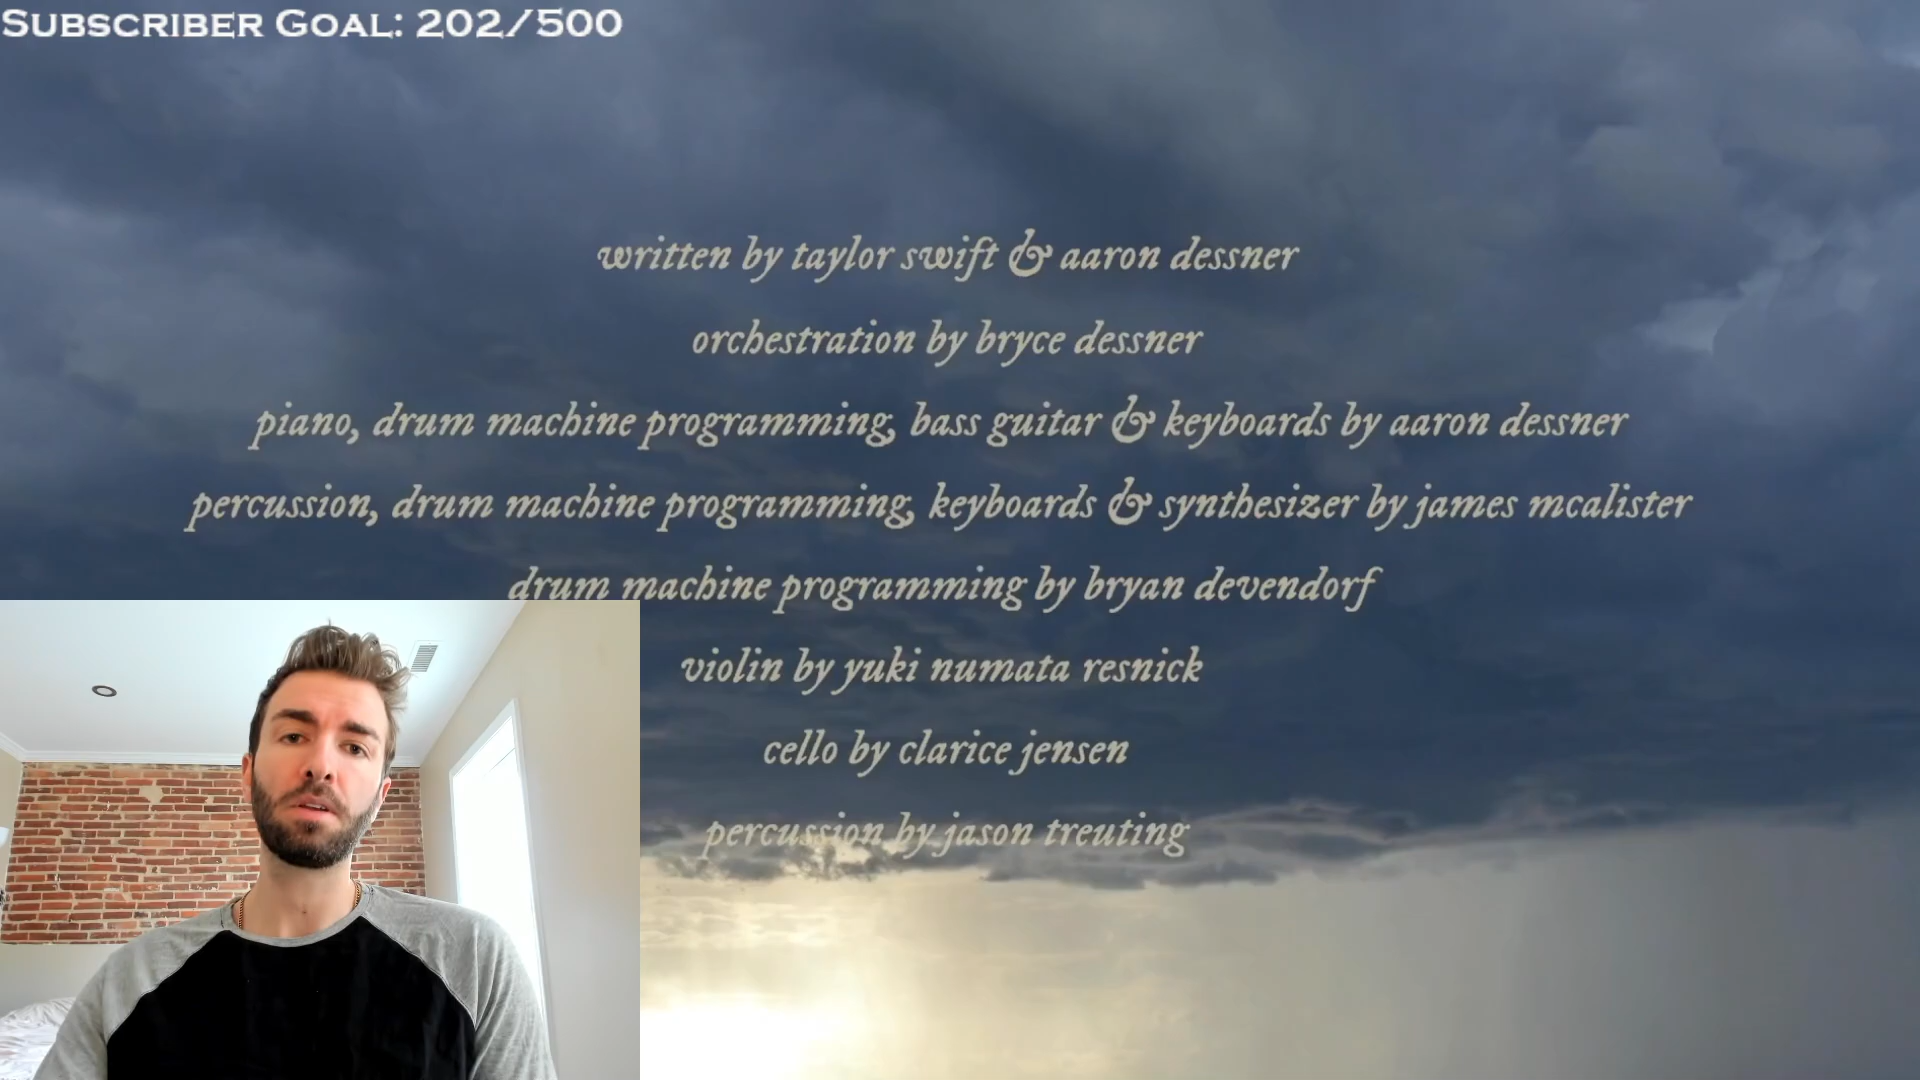 SUBSCRIBER GOAL: 202/500
written by taylor swift & aaron dessner
orchestration by bryce dessner
piano, drum machine programming, bass guitar & keyboards by aaron dessner
percussion, drum machine programming, keyboards & synthesizer by james mcalister
drum machine programming by bryan devendorf
violin by yuki numata resnick
cello by clarice jensen
percussion by jason treuting